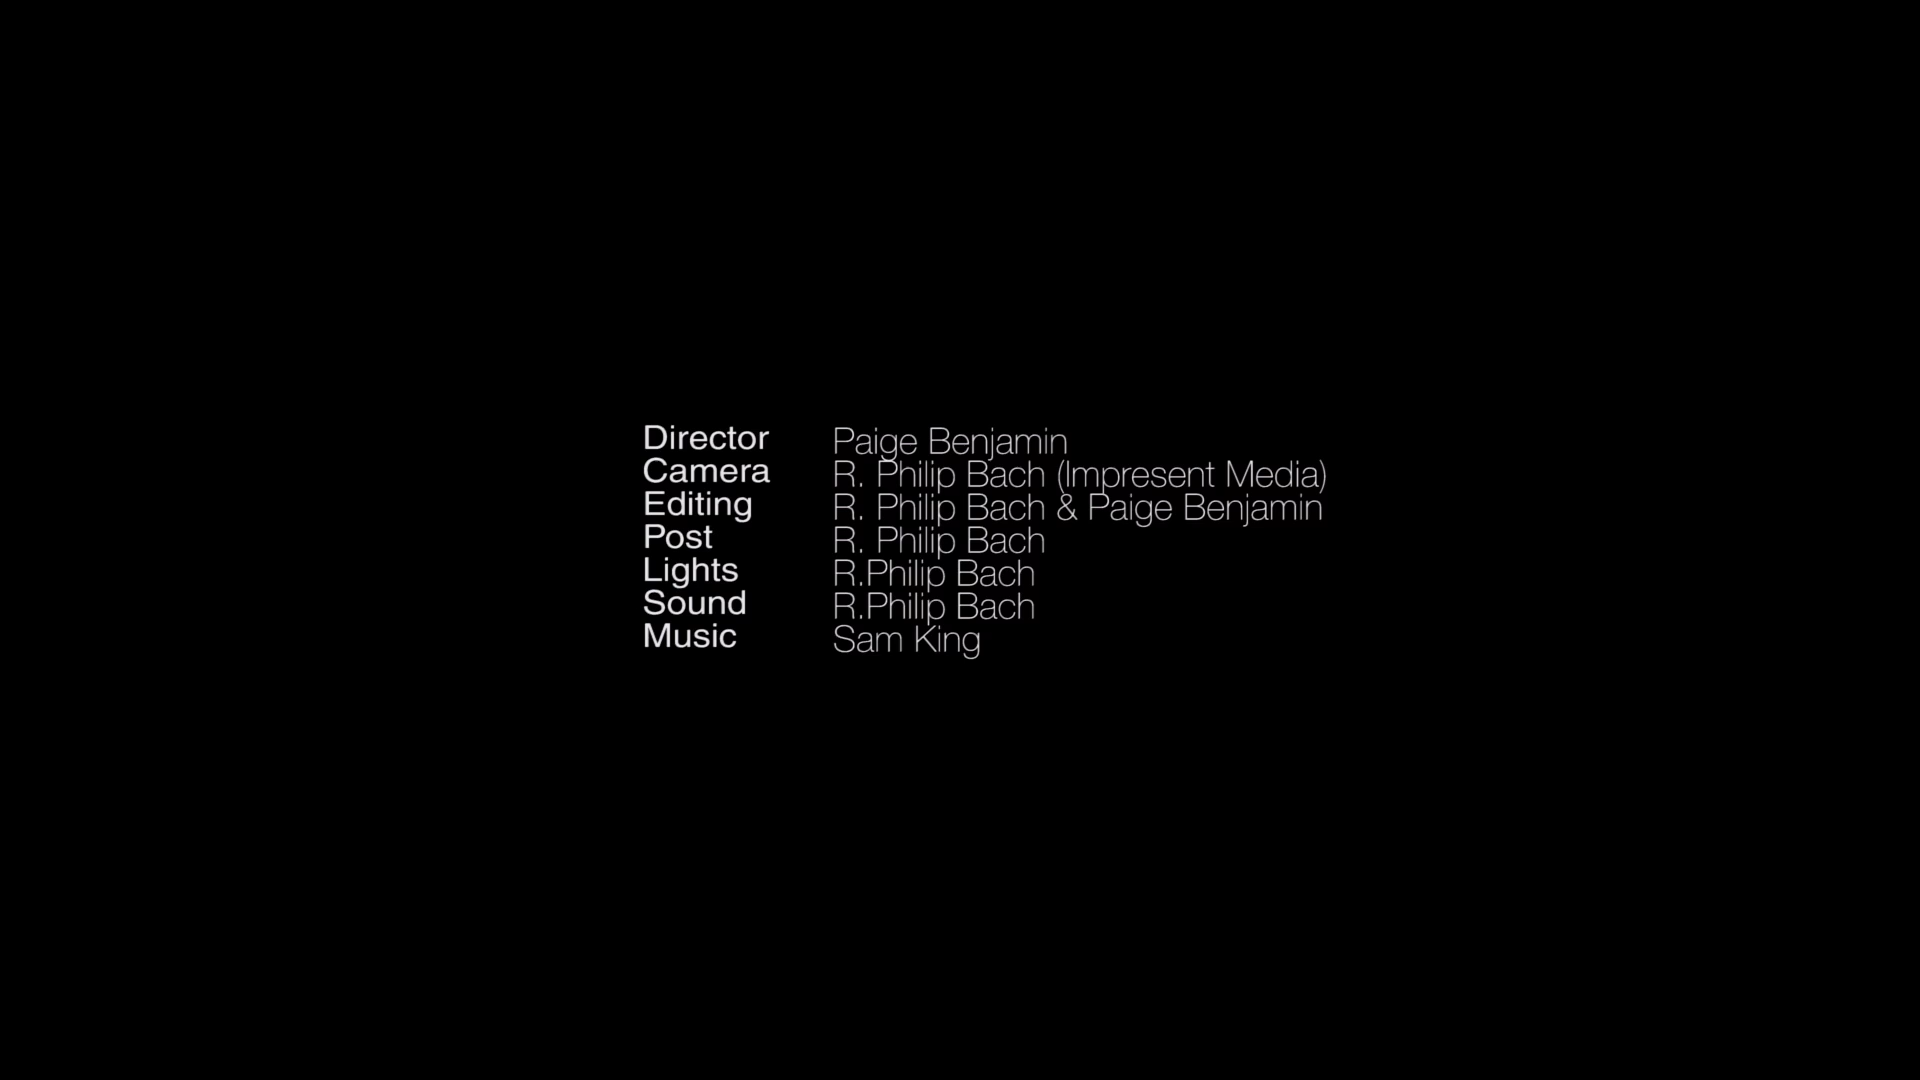 Director Paige Benjamin
Camera R. Philip Bach (Impresent Media)
Editing R. Philip Bach & Paige Benjamin
Post R. Philip Bach
Lights R.Philip Bach
Sound R.Philip Bach
Music Sam King